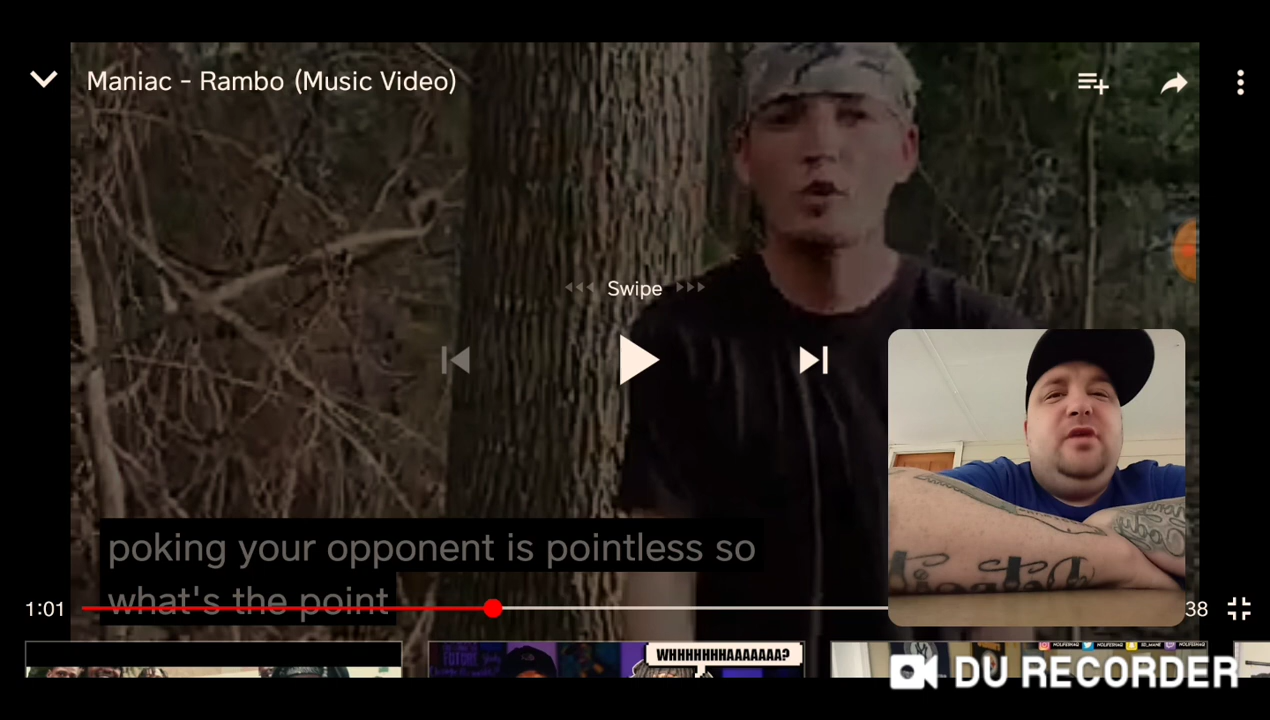 Maniac - Rambo (Music Video)
Swipe
poking your opponent is pointless so
what's the point
1:01
38
WHHHHHHHAAAAAAA?
DU RECORDER